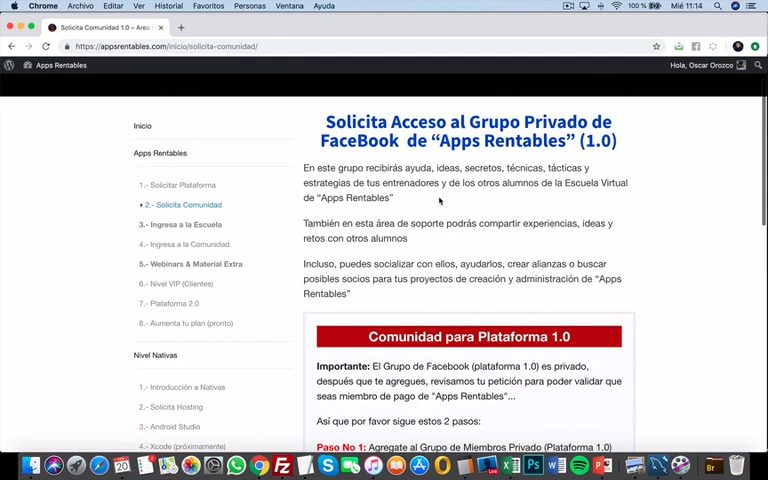 Chrome Archivo Editar Ver Historial Favoritos Personas Ventana Ayuda 100 % Mié 11:14
Solicita Comunidad 1.0 – Area
https://appsrentables.com/inicio/solicita-comunidad/
Apps Rentables Hola, Oscar Orozco
Inicio
Apps Rentables
1.- Solicitar Plataforma
2.- Solicita Comunidad
3.- Ingresa a la Escuela
4.- Ingresa a la Comunidad
5.- Webinars & Material Extra
6.- Nivel VIP (Clientes)
7.- Plataforma 2.0
8.- Aumenta tu plan (pronto)
Nivel Nativas
1.- Introducción a Nativas
2.- Solicita Hosting
3.- Android Studio
4.- Xcode (próximamente)
Solicita Acceso al Grupo Privado de
FaceBook de “Apps Rentables” (1.0)
En este grupo recibirás ayuda, ideas, secretos, técnicas, tácticas y
estrategias de tus entrenadores y de los otros alumnos de la Escuela Virtual
de “Apps Rentables”
También en esta área de soporte podrás compartir experiencias, ideas y
retos con otros alumnos
Incluso, puedes socializar con ellos, ayudarlos, crear alianzas o buscar
posibles socios para tus proyectos de creación y administración de “Apps
Rentables”
Comunidad para Plataforma 1.0
Importante: El Grupo de Facebook (plataforma 1.0) es privado,
después que te agregues, revisamos tu petición para poder validar que
seas miembro de pago de "Apps Rentables"...
Así que por favor sigue estos 2 pasos:
Paso No 1: Agregate al Grupo de Miembros Privado (Plataforma 1.0)